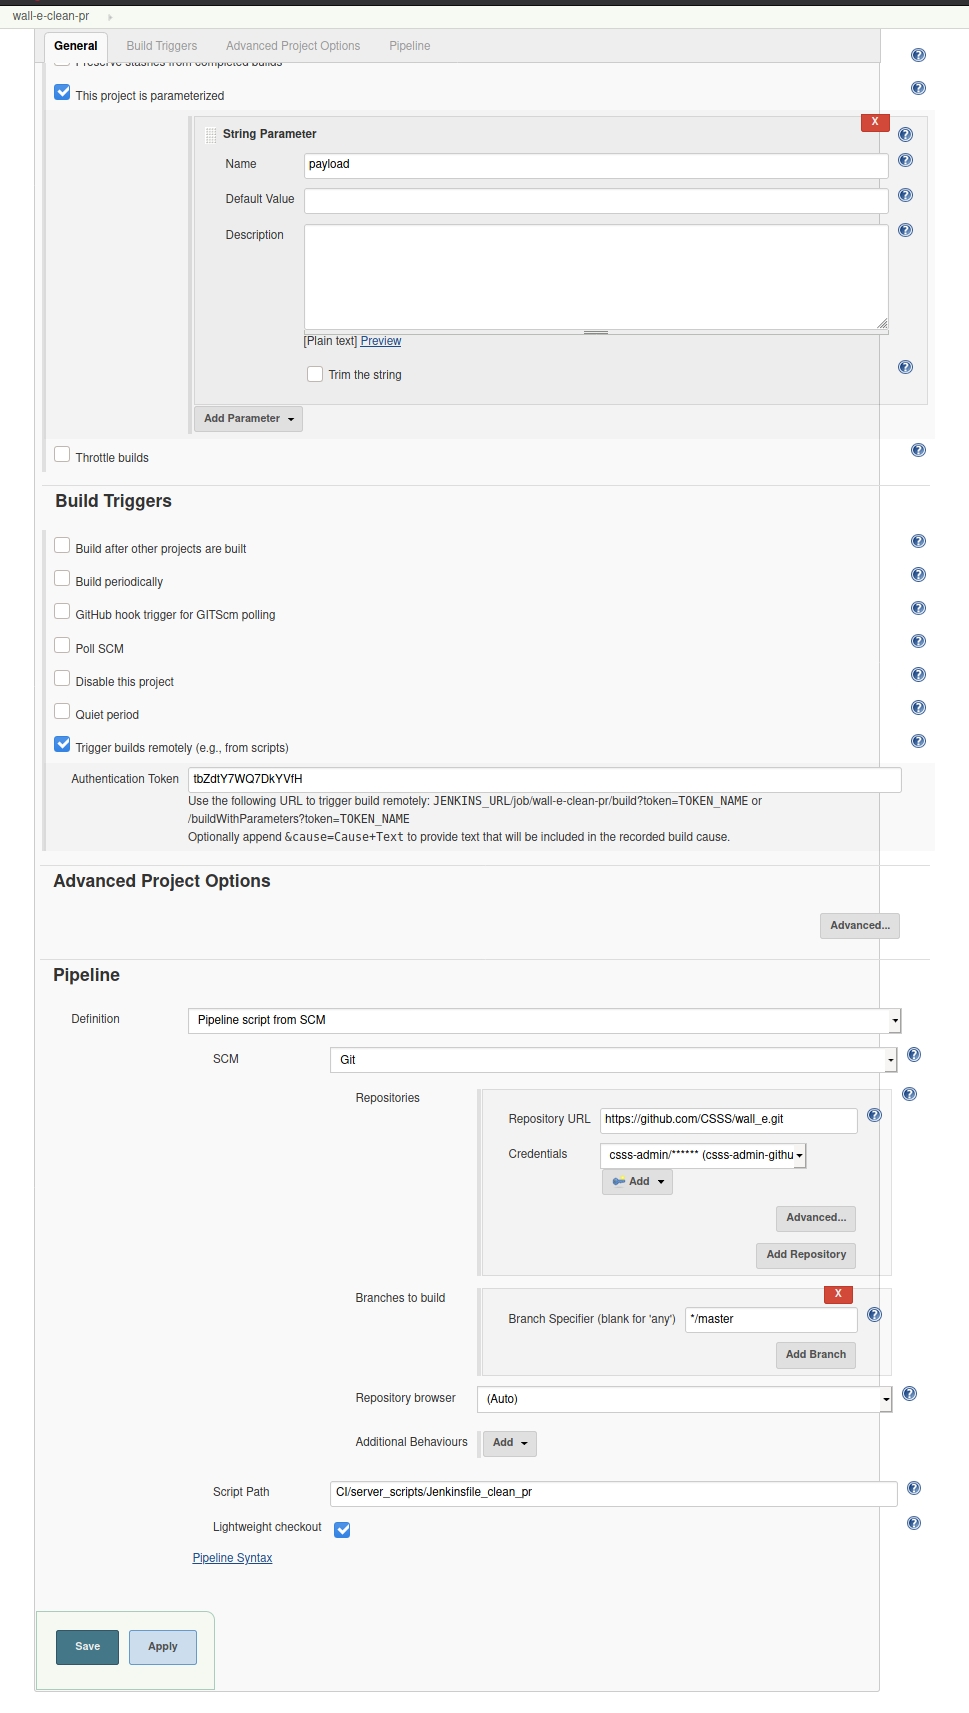 wall-e-clean-pr
General Build Triggers Advanced Project Options Pipeline
Preserve stashes from completed builds
This project is parameterized
X
String Parameter
Name payload
Default Value
Description
[Plain text] Preview
Trim the string
Add Parameter
Throttle builds
Build Triggers
Build after other projects are built
Build periodically
GitHub hook trigger for GITScm polling
Poll SCM
Disable this project
Quiet period
Trigger builds remotely (e.g., from scripts)
Authentication Token tbZdtY7WQ7DkYVfH
Use the following URL to trigger build remotely: JENKINS_URL/job/wall-e-clean-pr/build?token=TOKEN_NAME or
/buildWithParameters?token=TOKEN_NAME
Optionally append &cause=Cause+Text to provide text that will be included in the recorded build cause.
Advanced Project Options
Advanced...
Pipeline
Definition Pipeline script from SCM
SCM Git
Repositories
Repository URL https://github.com/CSSS/wall_e.git
Credentials csss-admin/****** (csss-admin-githu
Add
Advanced...
Add Repository
Branches to build
X
Branch Specifier (blank for 'any') */master
Add Branch
Repository browser (Auto)
Additional Behaviours Add
Script Path CI/server_scripts/Jenkinsfile_clean_pr
Lightweight checkout
Pipeline Syntax
Save Apply